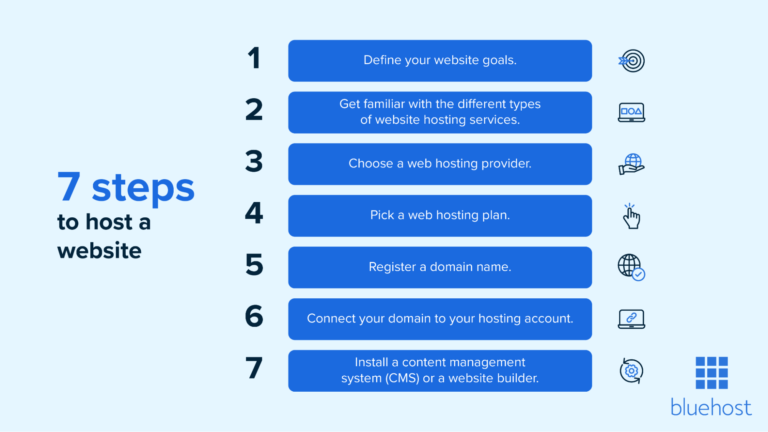 7 steps
to host a
website
1
Define your website goals.
2
Get familiar with the different types
of website hosting services.
3
Choose a web hosting provider.
4
Pick a web hosting plan.
5
Register a domain name.
6
Connect your domain to your hosting account.
7
Install a content management
system (CMS) or a website builder.
bluehost